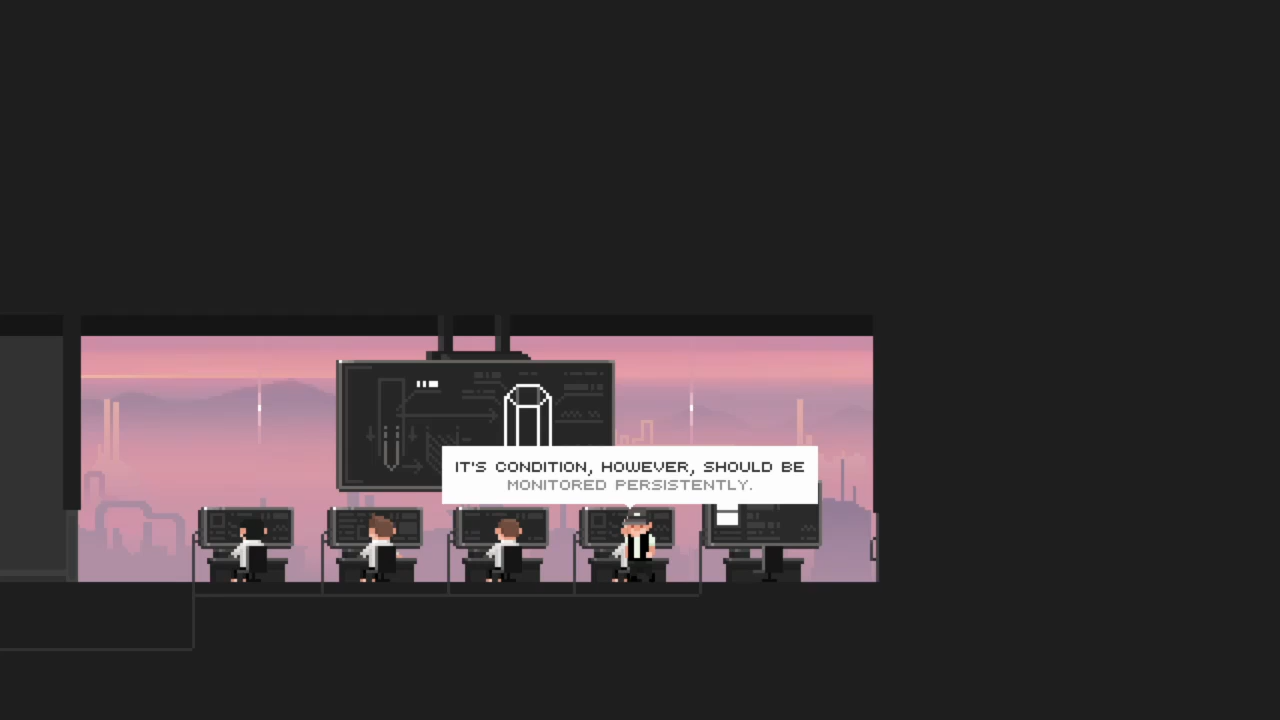 IT'S CONDITION, HOWEVER, SHOULD BE
MONITORED PERSISTENTLY.